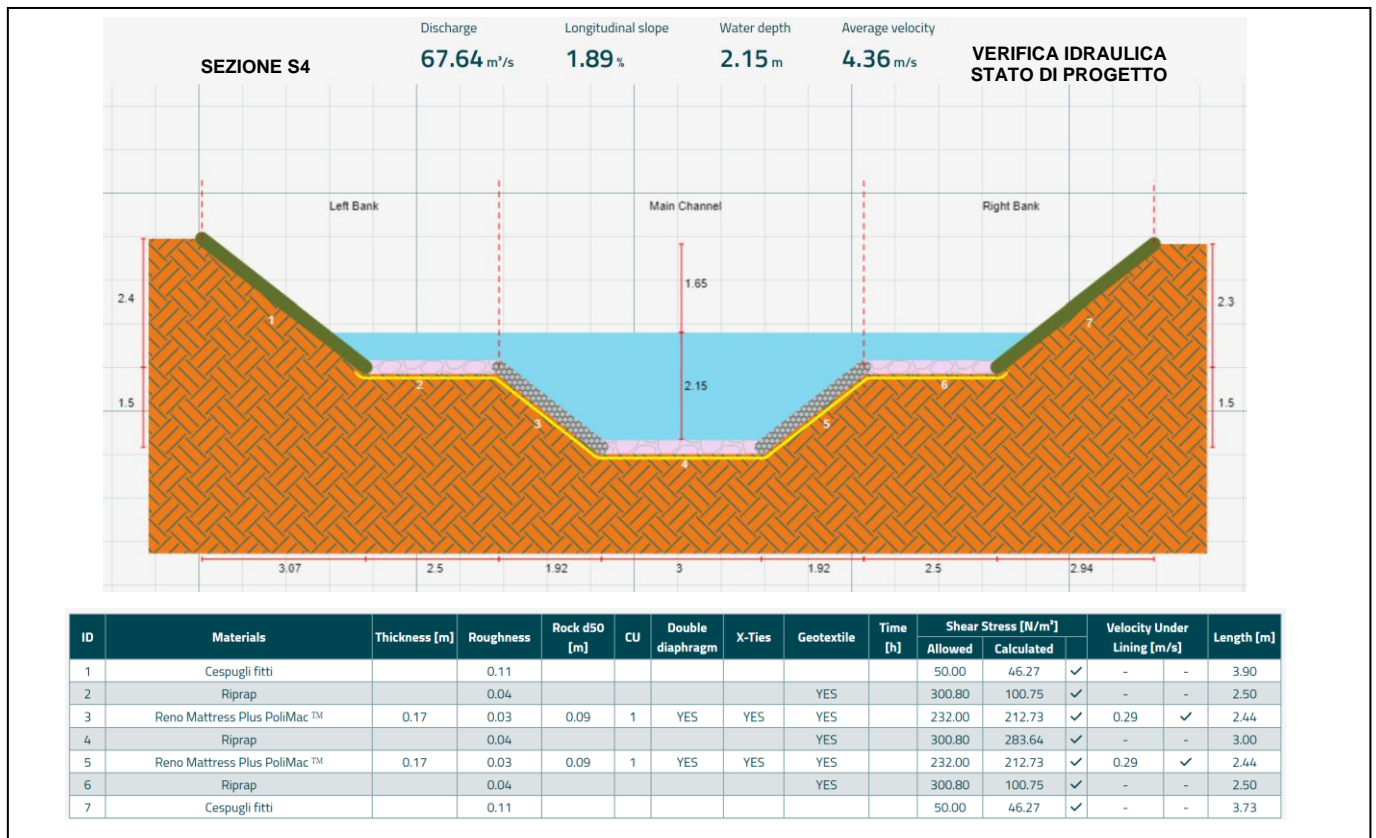 Discharge Longitudinal slope Water depth Average velocity
67.64 m³/s 1.89 % 2.15 m 4.36 m/s
SEZIONE S4
VERIFICA IDRAULICA
STATO DI PROGETTO
Left Bank Main Channel Right Bank
1.65
2.4 2.3
1 7
2.15
2 6
1.5 1.5
3 5
4
3.07 2.5 1.92 3 1.92 2.5 2.94
ID Materials Thickness [m] Roughness Rock d50 [m] CU Double diaphragm X-Ties Geotextile Time [h] Shear Stress [N/m³] Velocity Under Lining [m/s] Length [m]
Allowed Calculated
1 Cespugli fitti 0.11 50.00 46.27 ✓ - - 3.90
2 Riprap 0.04 YES 300.80 100.75 ✓ - - 2.50
3 Reno Mattress Plus PoliMac ™ 0.17 0.03 0.09 1 YES YES YES 232.00 212.73 ✓ 0.29 ✓ 2.44
4 Riprap 0.04 YES 300.80 283.64 ✓ - - 3.00
5 Reno Mattress Plus PoliMac ™ 0.17 0.03 0.09 1 YES YES YES 232.00 212.73 ✓ 0.29 ✓ 2.44
6 Riprap 0.04 YES 300.80 100.75 ✓ - - 2.50
7 Cespugli fitti 0.11 50.00 46.27 ✓ - - 3.73